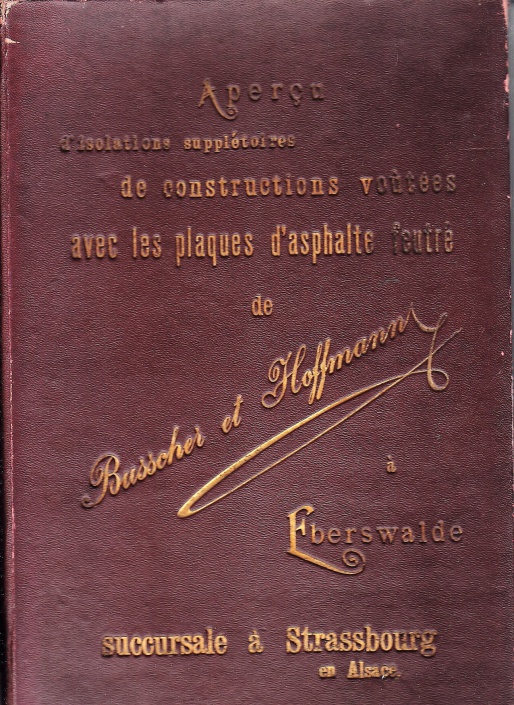 Aperçu
d'isolations supplétoires
de constructions voûtées
avec les plaques d'asphalte feutré
de
Busscher et Hoffmann
à
Eberswalde
succursale à Strassbourg
en Alsace.